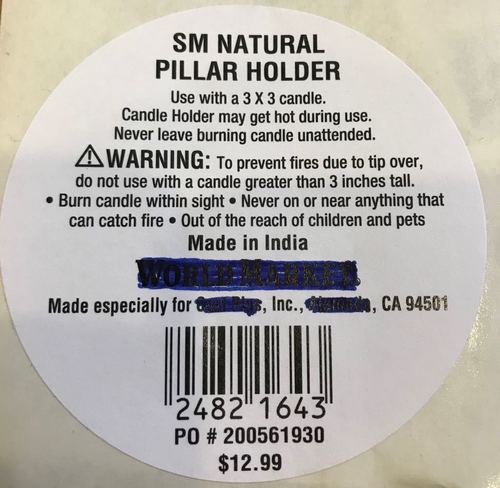 SM NATURAL
PILLAR HOLDER
Use with a 3 X 3 candle.
Candle Holder may get hot during use.
Never leave burning candle unattended.
WARNING: To prevent fires due to tip over,
do not use with a candle greater than 3 inches tall.
• Burn candle within sight • Never on or near anything that
can catch fire • Out of the reach of children and pets
Made in India
WORLD MARKET
Made especially for Inc., CA 94501
2482 1643
PO # 200561930
$12.99